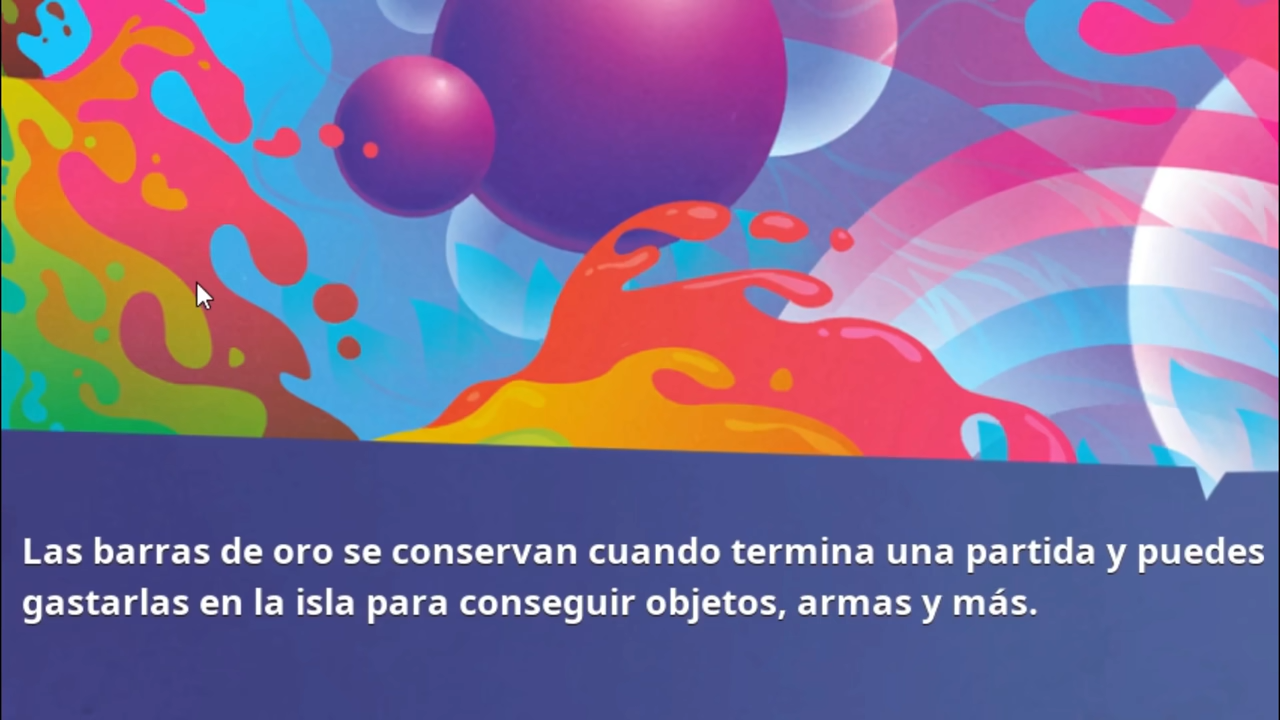 Las barras de oro se conservan cuando termina una partida y puedes
gastarlas en la isla para conseguir objetos, armas y más.